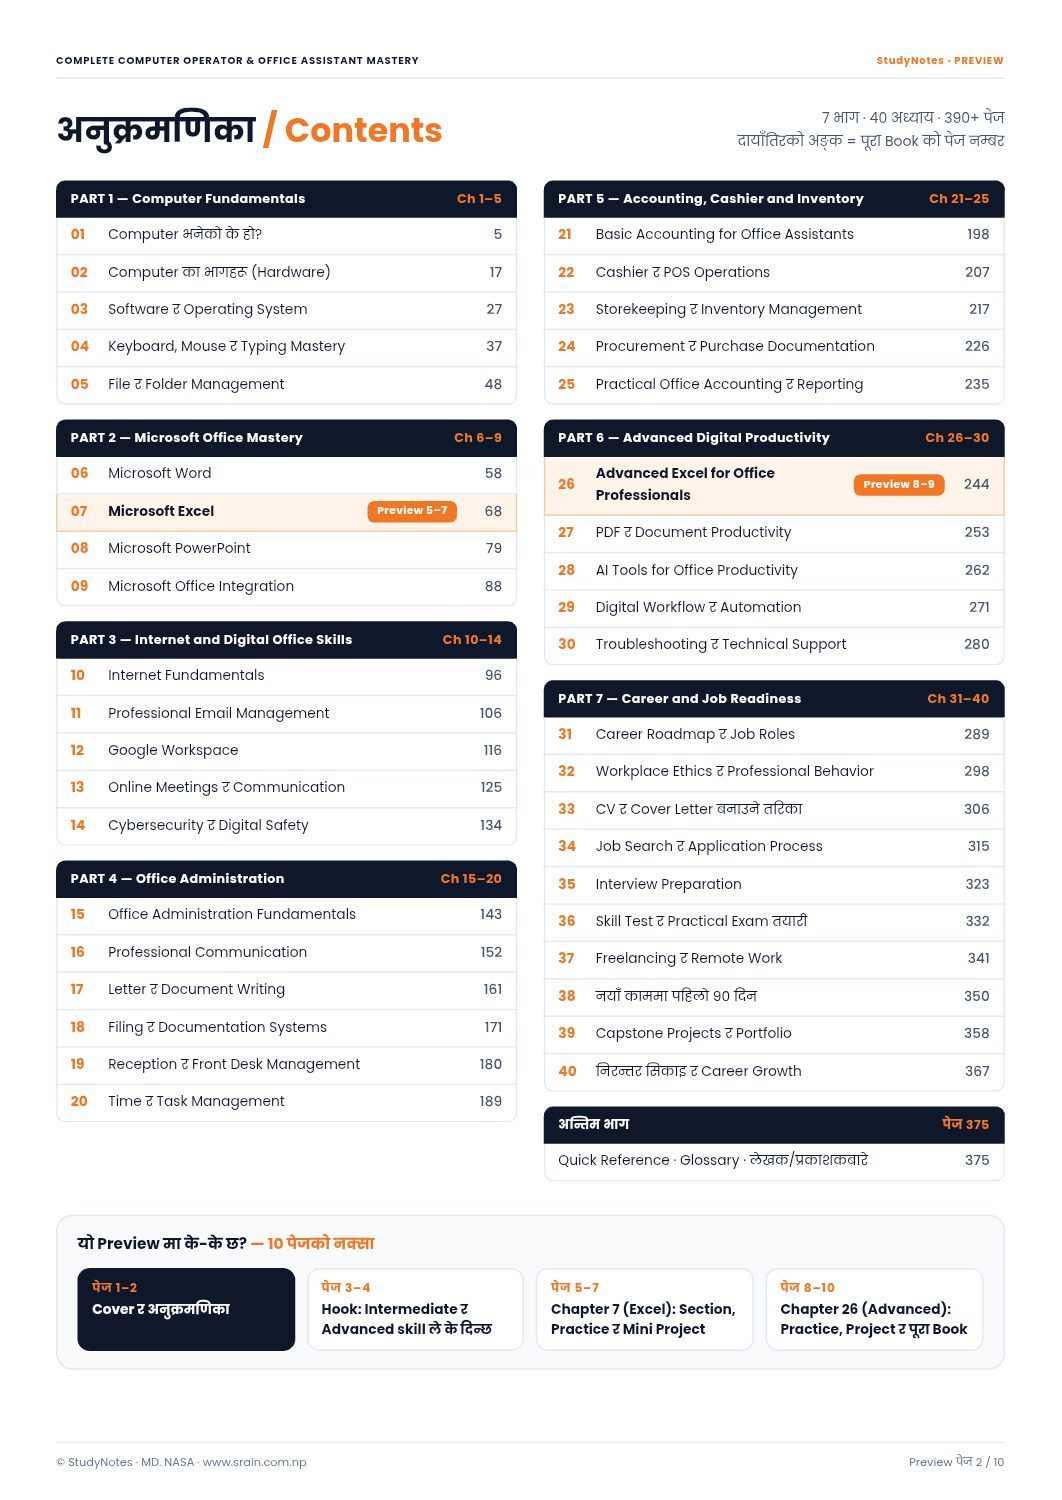 COMPLETE COMPUTER OPERATOR & OFFICE ASSISTANT MASTERY
StudyNotes · PREVIEW
अनुक्रमणिका / Contents
7 भाग · 40 अध्याय · 390+ पेज
दायाँतिरको अङ्क = पूरा Book को पेज नम्बर
PART 1 — Computer Fundamentals Ch 1–5
01 Computer भनेको के हो? 5
02 Computer का भागहरू (Hardware) 17
03 Software र Operating System 27
04 Keyboard, Mouse र Typing Mastery 37
05 File र Folder Management 48
PART 2 — Microsoft Office Mastery Ch 6–9
06 Microsoft Word 58
07 Microsoft Excel Preview 5–7 68
08 Microsoft PowerPoint 79
09 Microsoft Office Integration 88
PART 3 — Internet and Digital Office Skills Ch 10–14
10 Internet Fundamentals 96
11 Professional Email Management 106
12 Google Workspace 116
13 Online Meetings र Communication 125
14 Cybersecurity र Digital Safety 134
PART 4 — Office Administration Ch 15–20
15 Office Administration Fundamentals 143
16 Professional Communication 152
17 Letter र Document Writing 161
18 Filing र Documentation Systems 171
19 Reception र Front Desk Management 180
20 Time र Task Management 189
PART 5 — Accounting, Cashier and Inventory Ch 21–25
21 Basic Accounting for Office Assistants 198
22 Cashier र POS Operations 207
23 Storekeeping र Inventory Management 217
24 Procurement र Purchase Documentation 226
25 Practical Office Accounting र Reporting 235
PART 6 — Advanced Digital Productivity Ch 26–30
26 Advanced Excel for Office
Professionals Preview 8–9 244
27 PDF र Document Productivity 253
28 AI Tools for Office Productivity 262
29 Digital Workflow र Automation 271
30 Troubleshooting र Technical Support 280
PART 7 — Career and Job Readiness Ch 31–40
31 Career Roadmap र Job Roles 289
32 Workplace Ethics र Professional Behavior 298
33 CV र Cover Letter बनाउने तरिका 306
34 Job Search र Application Process 315
35 Interview Preparation 323
36 Skill Test र Practical Exam तयारी 332
37 Freelancing र Remote Work 341
38 नयाँ काममा पहिलो ९० दिन 350
39 Capstone Projects र Portfolio 358
40 निरन्तर सिकाइ र Career Growth 367
अन्तिम भाग पेज 375
Quick Reference · Glossary · लेखक/प्रकाशकबारे 375
यो Preview मा के-के छ? — 10 पेजको नक्सा
पेज 1–2
Cover र अनुक्रमणिका
पेज 3–4
Hook: Intermediate र
Advanced skill ले के दिन्छ
पेज 5–7
Chapter 7 (Excel): Section,
Practice र Mini Project
पेज 8–10
Chapter 26 (Advanced):
Practice, Project र पूरा Book
© StudyNotes · MD. NASA · www.srain.com.np
Preview पेज 2 / 10